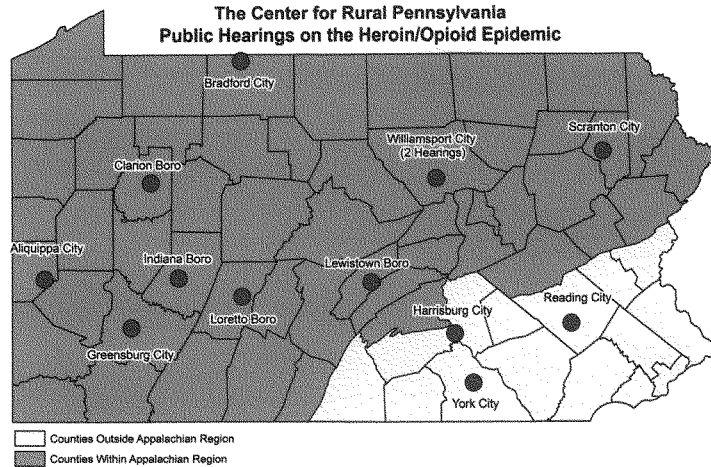 The Center for Rural Pennsylvania
Public Hearings on the Heroin/Opioid Epidemic
Bradford City
Williamsport City
(2 Hearings)
Scranton City
Clarion Boro
Aliquippa City
Indiana Boro
Lewistown Boro
Loretto Boro
Harrisburg City
Reading City
Greensburg City
York City
Counties Outside Appalachian Region
Counties Within Appalachian Region